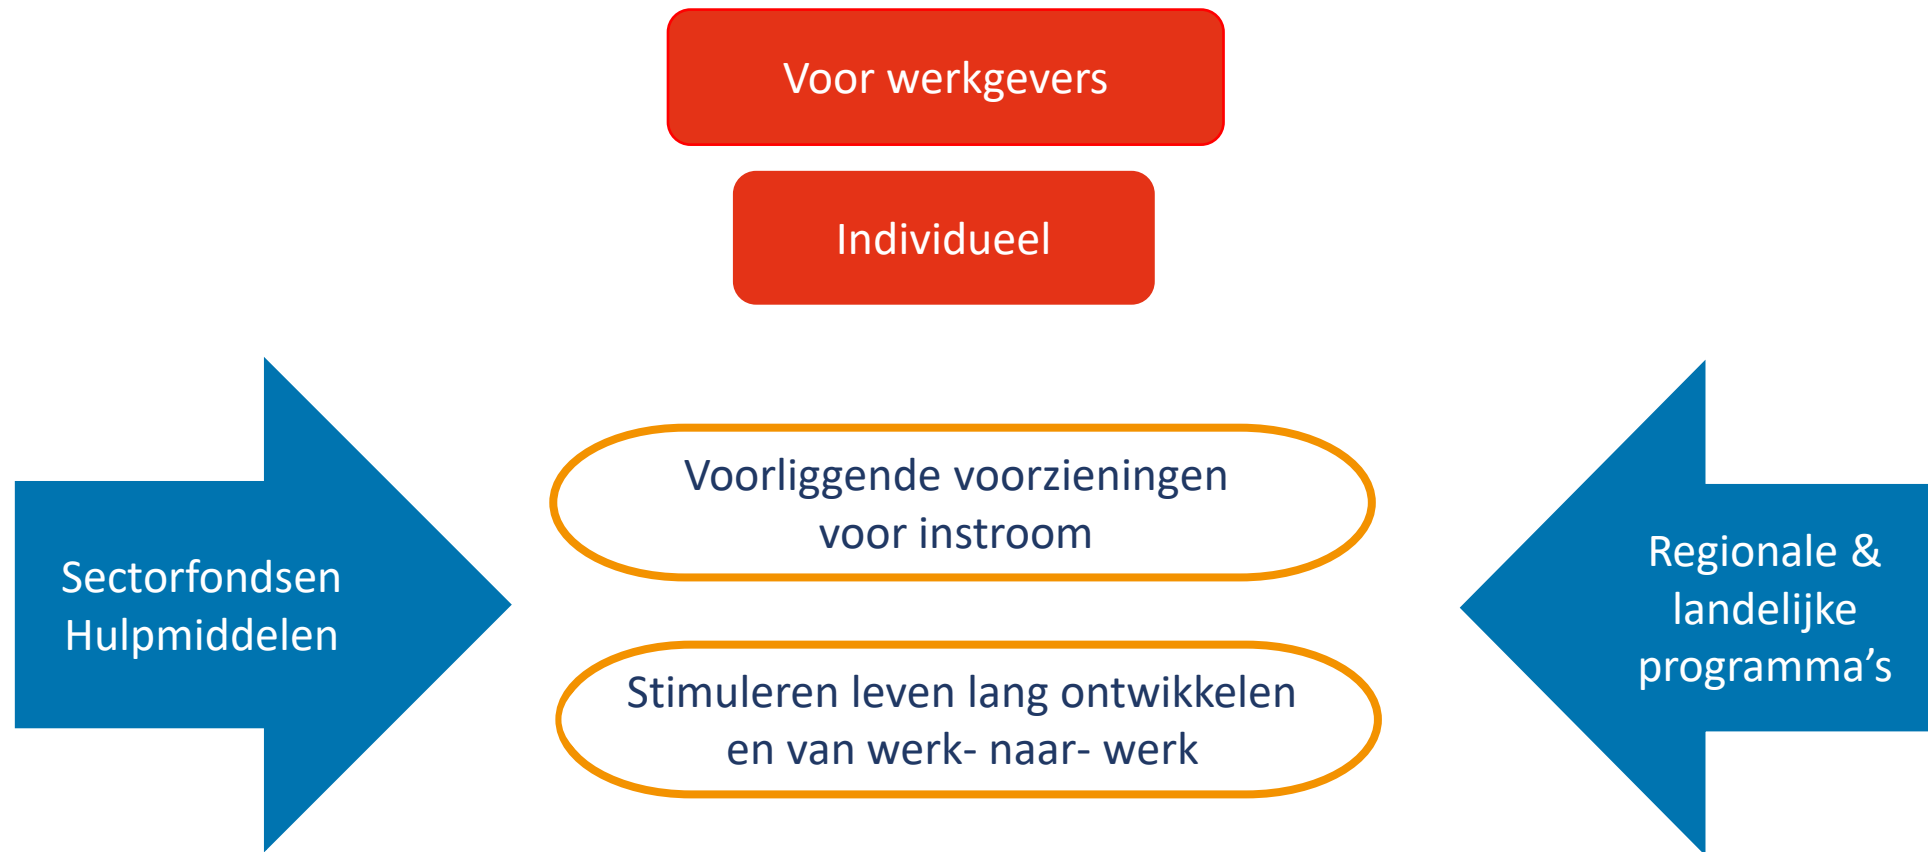 Voor werkgevers
Individueel
Sectorfondsen
Hulpmiddelen
Voorliggende voorzieningen
voor instroom
Stimuleren leven lang ontwikkelen
en van werk- naar- werk
Regionale &
landelijke
programma’s